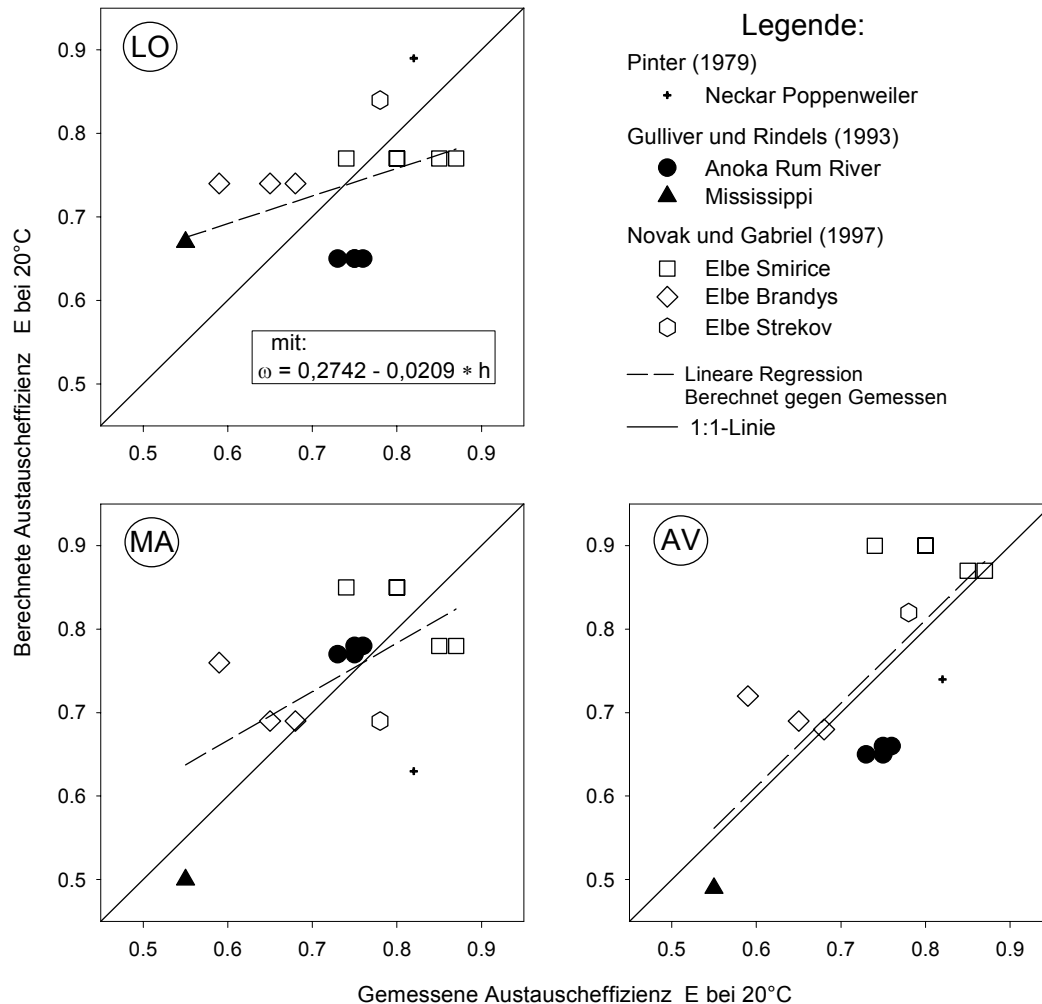 LO
0.9
0.8
0.7
0.6
0.5
0.5 0.6 0.7 0.8 0.9
mit:
ω = 0,2742 - 0,0209 * h
Legende:
Pinter (1979)
Neckar Poppenweiler
Gulliver und Rindels (1993)
Anoka Rum River
Mississippi
Novak und Gabriel (1997)
Elbe Smirice
Elbe Brandys
Elbe Strekov
Lineare Regression
Berechnet gegen Gemessen
1:1-Linie
Berechnete Austauscheffizienz E bei 20°C
MA
0.9
0.8
0.7
0.6
0.5
0.5 0.6 0.7 0.8 0.9
AV
0.9
0.8
0.7
0.6
0.5
0.5 0.6 0.7 0.8 0.9
Gemessene Austauscheffizienz E bei 20°C